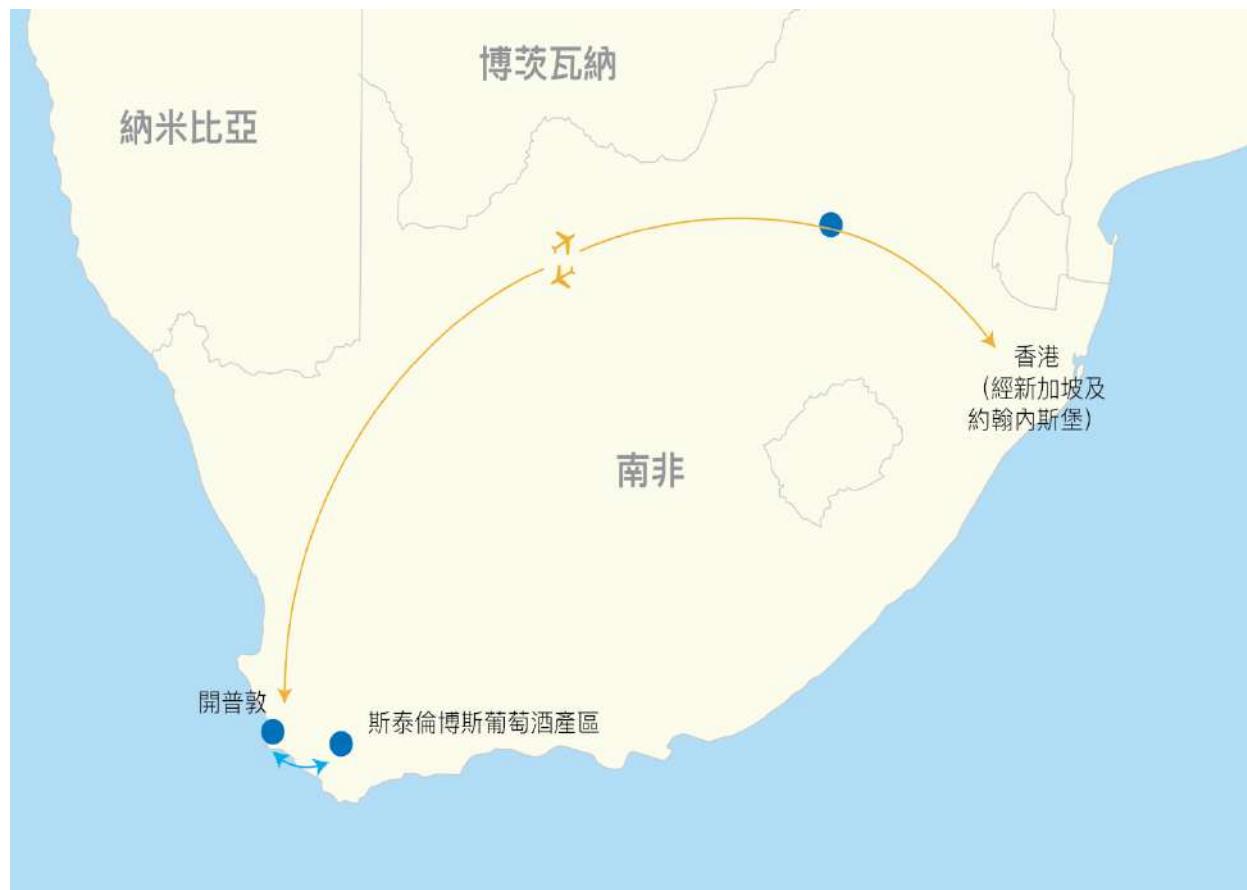 博茨瓦納
納米比亞
香港
（經新加坡及
約翰內斯堡）
南非
開普敦
斯泰倫博斯葡萄酒產區